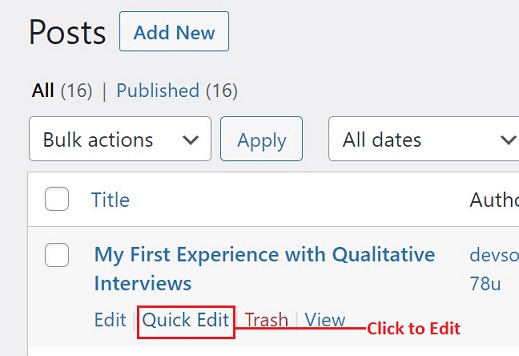 Posts Add New
All (16) | Published (16)
Bulk actions Apply All dates
Title Autho
My First Experience with Qualitative devso
Interviews 78u
Edit | Quick Edit | Trash | View Click to Edit